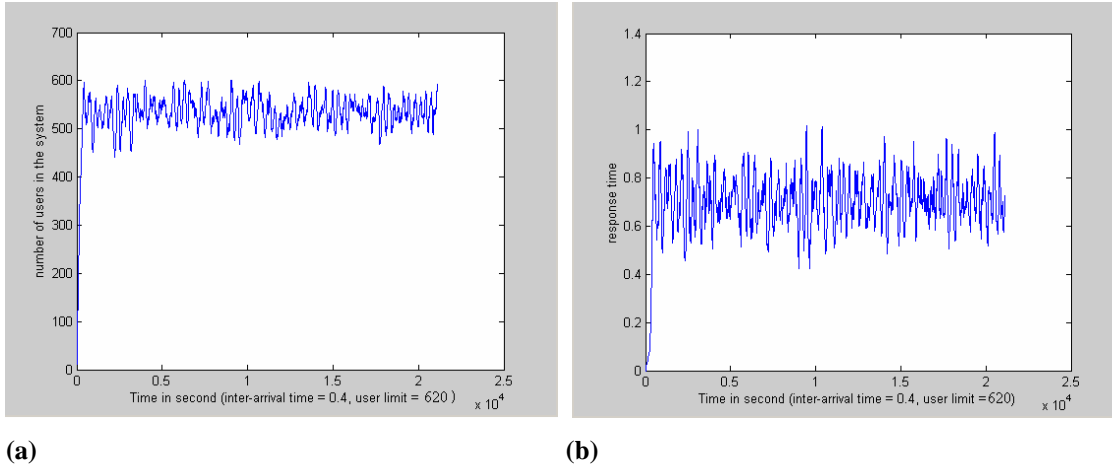 700
600
500
400
300
200
100
0
number of users in the system
0 0.5 1 1.5 2 2.5
x 10^4
Time in second (inter-arrival time = 0.4, user limit = 620 )
(a)
1.4
1.2
1
0.8
0.6
0.4
0.2
0
response time
0 0.5 1 1.5 2 2.5
x 10^4
Time in second (inter-arrival time = 0.4, user limit =620)
(b)